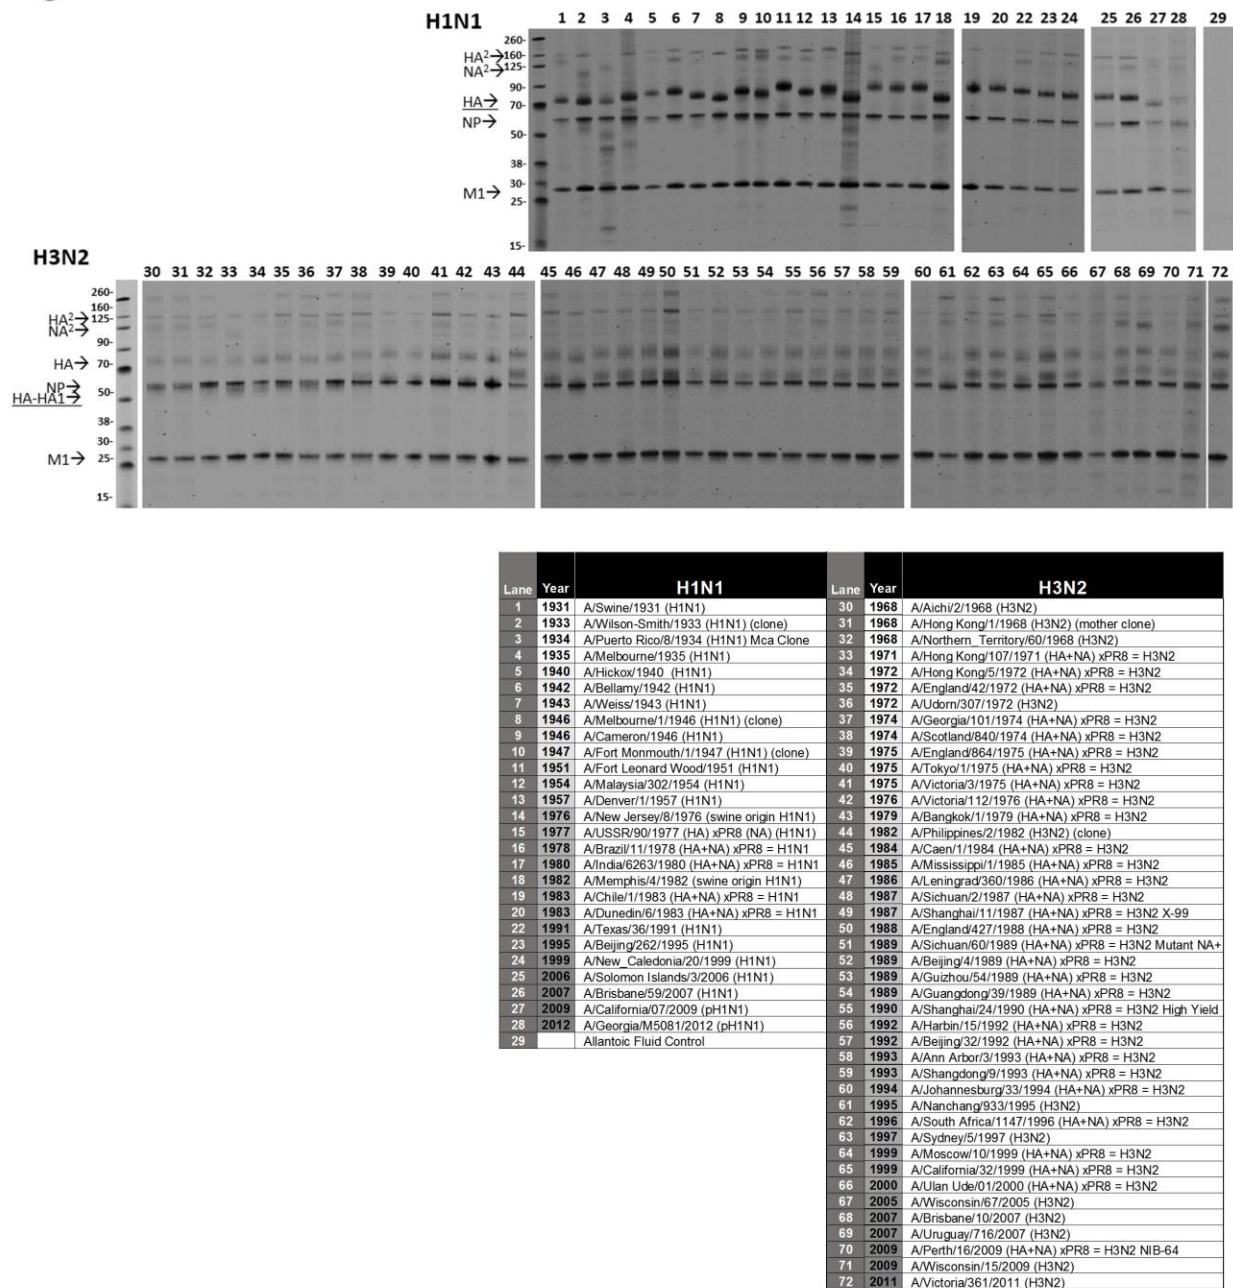 H1N1
1 2 3 4 5 6 7 8 9 10 11 12 13 14 15 16 17 18 19 20 22 23 24 25 26 27 28 29
260-
HA²→ 160-
NA²→ 125-
90-
HA→ 70-
NP→
50-
38-
M1→ 30-
25-
15-
H3N2
30 31 32 33 34 35 36 37 38 39 40 41 42 43 44 45 46 47 48 49 50 51 52 53 54 55 56 57 58 59 60 61 62 63 64 65 66 67 68 69 70 71 72
260-
160-
HA²→ 125-
NA²→
90-
HA→ 70-
NP→
HA-HA1→ 50-
38-
30-
M1→ 25-
15-
Lane Year H1N1 Lane Year H3N2
1 1931 A/Swine/1931 (H1N1) 30 1968 A/Aichi/2/1968 (H3N2)
2 1933 A/Wilson-Smith/1933 (H1N1) (clone) 31 1968 A/Hong Kong/1/1968 (H3N2) (mother clone)
3 1934 A/Puerto Rico/8/1934 (H1N1) Mca Clone 32 1968 A/Northern_Territory/60/1968 (H3N2)
4 1935 A/Melbourne/1935 (H1N1) 33 1971 A/Hong Kong/107/1971 (HA+NA) xPR8 = H3N2
5 1940 A/Hickox/1940 (H1N1) 34 1972 A/Hong Kong/5/1972 (HA+NA) xPR8 = H3N2
6 1942 A/Bellamy/1942 (H1N1) 35 1972 A/England/42/1972 (HA+NA) xPR8 = H3N2
7 1943 A/Weiss/1943 (H1N1) 36 1972 A/Udorn/307/1972 (H3N2)
8 1946 A/Melbourne/1/1946 (H1N1) (clone) 37 1974 A/Georgia/101/1974 (HA+NA) xPR8 = H3N2
9 1946 A/Cameron/1946 (H1N1) 38 1974 A/Scotland/840/1974 (HA+NA) xPR8 = H3N2
10 1947 A/Fort Monmouth/1/1947 (H1N1) (clone) 39 1975 A/England/864/1975 (HA+NA) xPR8 = H3N2
11 1951 A/Fort Leonard Wood/1951 (H1N1) 40 1975 A/Tokyo/1/1975 (HA+NA) xPR8 = H3N2
12 1954 A/Malaysia/302/1954 (H1N1) 41 1975 A/Victoria/3/1975 (HA+NA) xPR8 = H3N2
13 1957 A/Denver/1/1957 (H1N1) 42 1976 A/Victoria/112/1976 (HA+NA) xPR8 = H3N2
14 1976 A/New Jersey/8/1976 (swine origin H1N1) 43 1979 A/Bangkok/1/1979 (HA+NA) xPR8 = H3N2
15 1977 A/USSR/90/1977 (HA) xPR8 (NA) (H1N1) 44 1982 A/Philippines/2/1982 (H3N2) (clone)
16 1978 A/Brazil/11/1978 (HA+NA) xPR8 = H1N1 45 1984 A/Caen/1/1984 (HA+NA) xPR8 = H3N2
17 1980 A/India/6263/1980 (HA+NA) xPR8 = H1N1 46 1985 A/Mississippi/1/1985 (HA+NA) xPR8 = H3N2
18 1982 A/Memphis/4/1982 (swine origin H1N1) 47 1986 A/Leningrad/360/1986 (HA+NA) xPR8 = H3N2
19 1983 A/Chile/1/1983 (HA+NA) xPR8 = H1N1 48 1987 A/Sichuan/2/1987 (HA+NA) xPR8 = H3N2
20 1983 A/Dunedin/6/1983 (HA+NA) xPR8 = H1N1 49 1987 A/Shanghai/11/1987 (HA+NA) xPR8 = H3N2 X-99
22 1991 A/Texas/36/1991 (H1N1) 50 1988 A/England/427/1988 (HA+NA) xPR8 = H3N2
23 1995 A/Beijing/262/1995 (H1N1) 51 1989 A/Sichuan/60/1989 (HA+NA) xPR8 = H3N2 Mutant NA+
24 1999 A/New_Caledonia/20/1999 (H1N1) 52 1989 A/Beijing/4/1989 (HA+NA) xPR8 = H3N2
25 2006 A/Solomon Islands/3/2006 (H1N1) 53 1989 A/Guizhou/54/1989 (HA+NA) xPR8 = H3N2
26 2007 A/Brisbane/59/2007 (H1N1) 54 1989 A/Guangdong/39/1989 (HA+NA) xPR8 = H3N2
27 2009 A/California/07/2009 (pH1N1) 55 1990 A/Shanghai/24/1990 (HA+NA) xPR8 = H3N2 High Yield
28 2012 A/Georgia/M5081/2012 (pH1N1) 56 1992 A/Harbin/15/1992 (HA+NA) xPR8 = H3N2
29 Allantoic Fluid Control 57 1992 A/Beijing/32/1992 (HA+NA) xPR8 = H3N2
58 1993 A/Ann Arbor/3/1993 (HA+NA) xPR8 = H3N2
59 1993 A/Shangdong/9/1993 (HA+NA) xPR8 = H3N2
60 1994 A/Johannesburg/33/1994 (HA+NA) xPR8 = H3N2
61 1995 A/Nanchang/933/1995 (H3N2)
62 1996 A/South Africa/1147/1996 (HA+NA) xPR8 = H3N2
63 1997 A/Sydney/5/1997 (H3N2)
64 1999 A/Moscow/10/1999 (HA+NA) xPR8 = H3N2
65 1999 A/California/32/1999 (HA+NA) xPR8 = H3N2
66 2000 A/Ulan Ude/01/2000 (HA+NA) xPR8 = H3N2
67 2005 A/Wisconsin/67/2005 (H3N2)
68 2007 A/Brisbane/10/2007 (H3N2)
69 2007 A/Uruguay/716/2007 (H3N2)
70 2009 A/Perth/16/2009 (HA+NA) xPR8 = H3N2 NIB-64
71 2009 A/Wisconsin/15/2009 (H3N2)
72 2011 A/Victoria/361/2011 (H3N2)